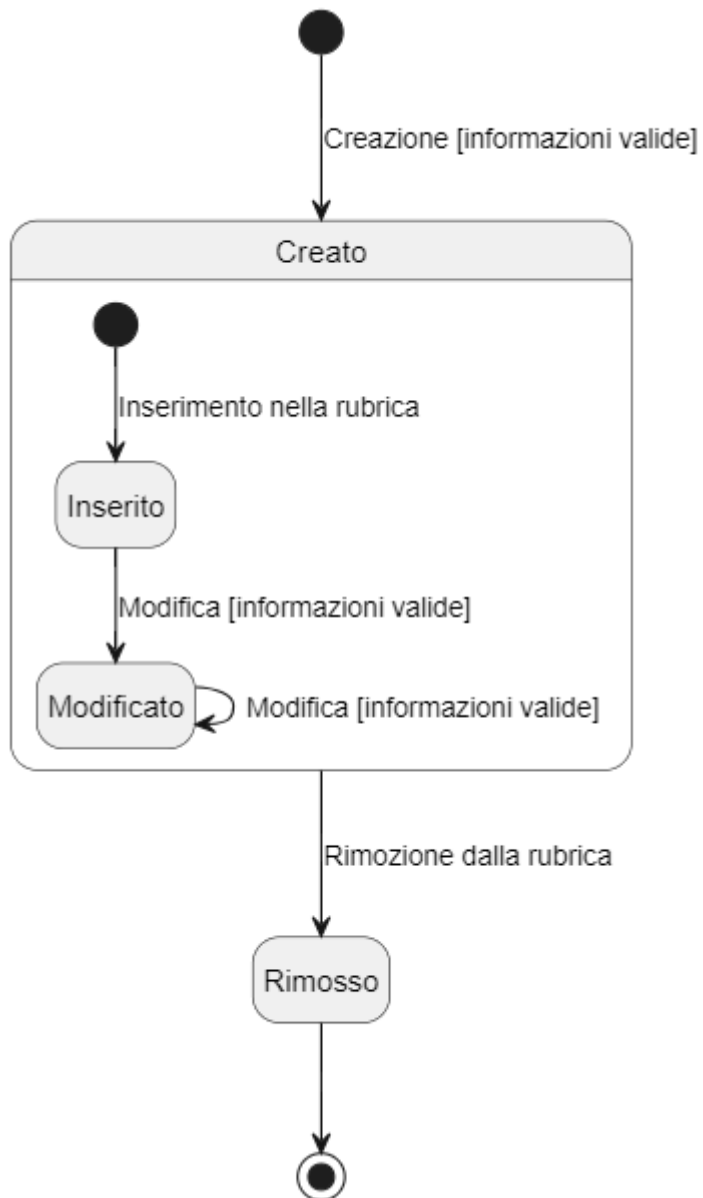 Creazione [informazioni valide]
Creato
Inserimento nella rubrica
Inserito
Modifica [informazioni valide]
Modificato
Modifica [informazioni valide]
Rimozione dalla rubrica
Rimosso